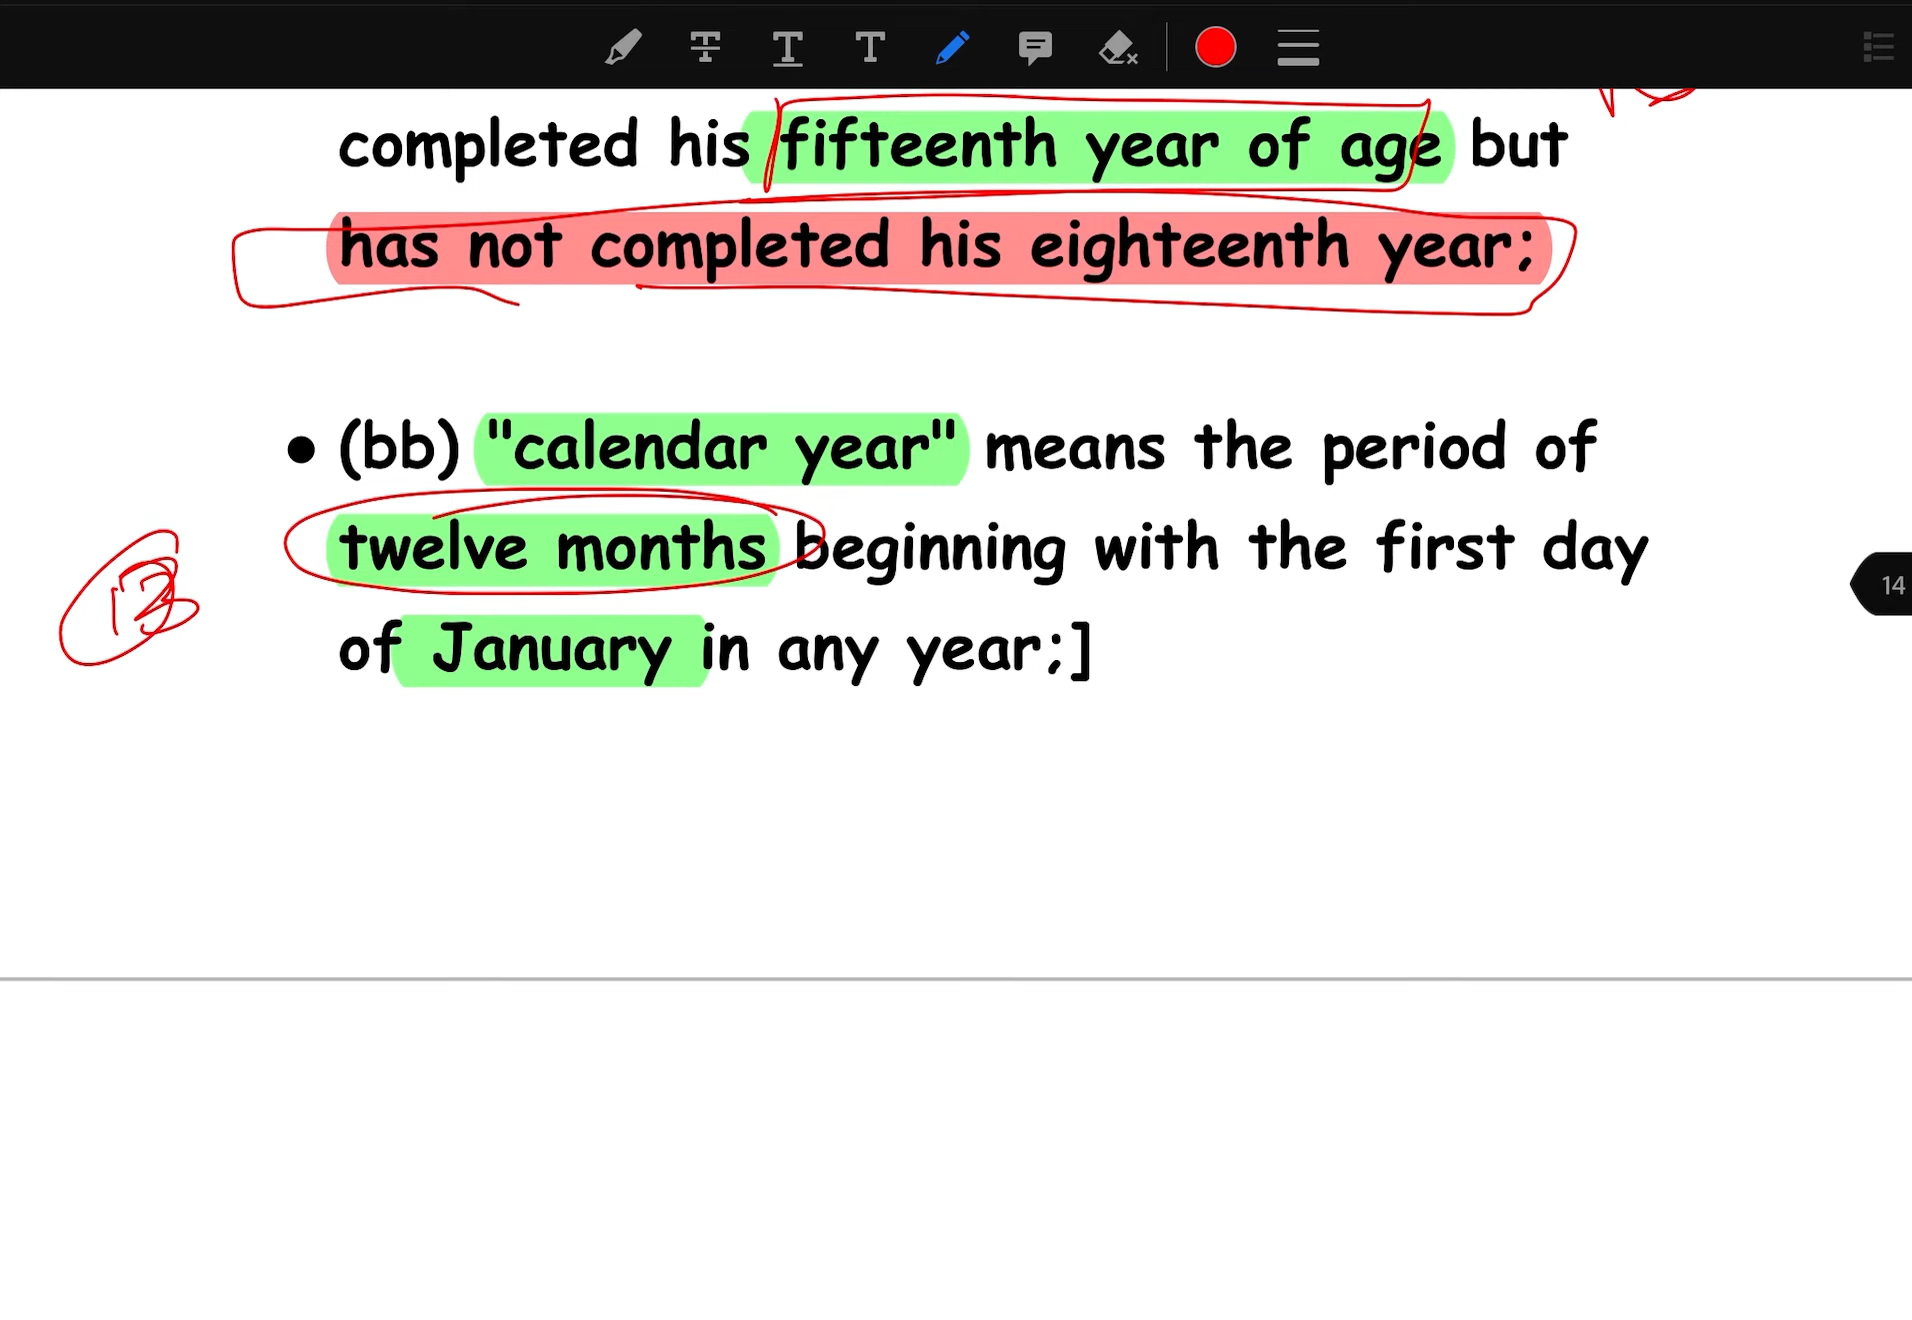 completed his fifteenth year of age but
has not completed his eighteenth year;
• (bb) "calendar year" means the period of
twelve months beginning with the first day
of January in any year;]
14